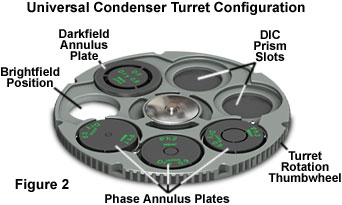 Universal Condenser Turret Configuration
Darkfield
Annulus
Plate
DIC
Prism
Slots
Brightfield
Position
Turret
Rotation
Thumbwheel
Figure 2
Phase Annulus Plates